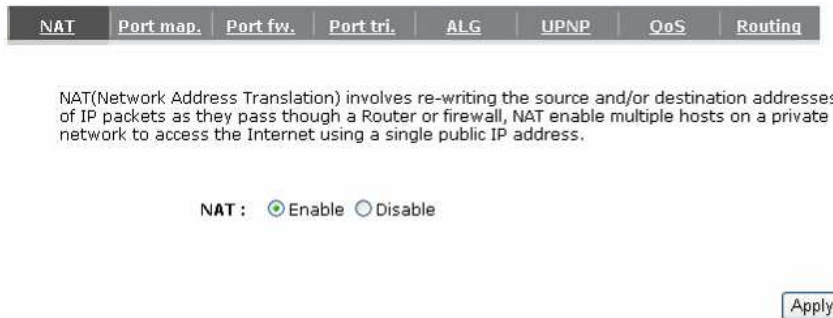 NAT Port map. Port fw. Port tri. ALG UPNP QoS Routing
NAT(Network Address Translation) involves re-writing the source and/or destination addresses
of IP packets as they pass though a Router or firewall, NAT enable multiple hosts on a private
network to access the Internet using a single public IP address.
NAT : Enable Disable
Apply